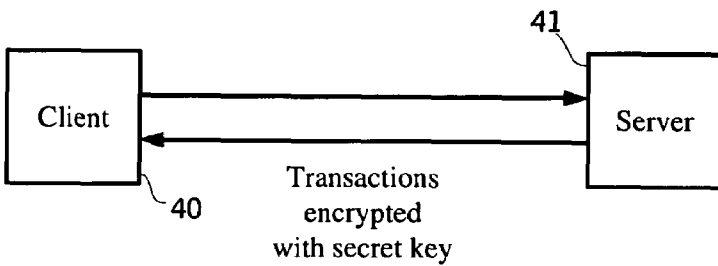 41
Client
Server
40
Transactions
encrypted
with secret key